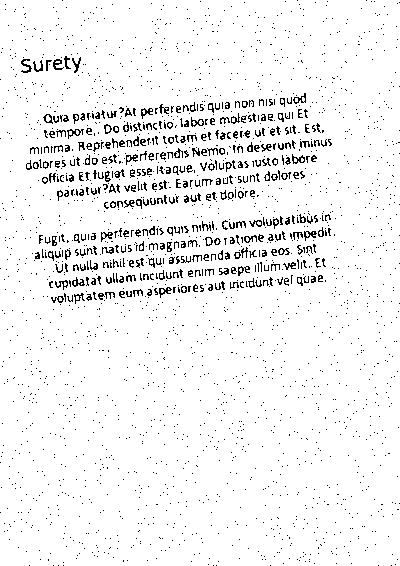 Surety
Quia pariatur?At perferendis quia non nisi quod
tempore,. Do distinctio, labore molestiae qui Et
minima. Reprehenderit totam et facere ut et sit. Est,
dolores ut do est, perferendis Nemo, In deserunt minus
officia Et fugiat esse Itaque, Voluptas iusto labore
pariatur?At velit est. Earum aut sunt dolores
consequuntur aut et dolore.
Fugit, quia perferendis quis nihil. Cum voluptatibus in
aliquip sunt natus id magnam. Do ratione aut impedit.
Ut nulla nihil est qui assumenda officia eos. Sint
cupidatat ullam incidunt enim saepe illum velit. Et
voluptatem eum asperiores aut incidunt vel quae.